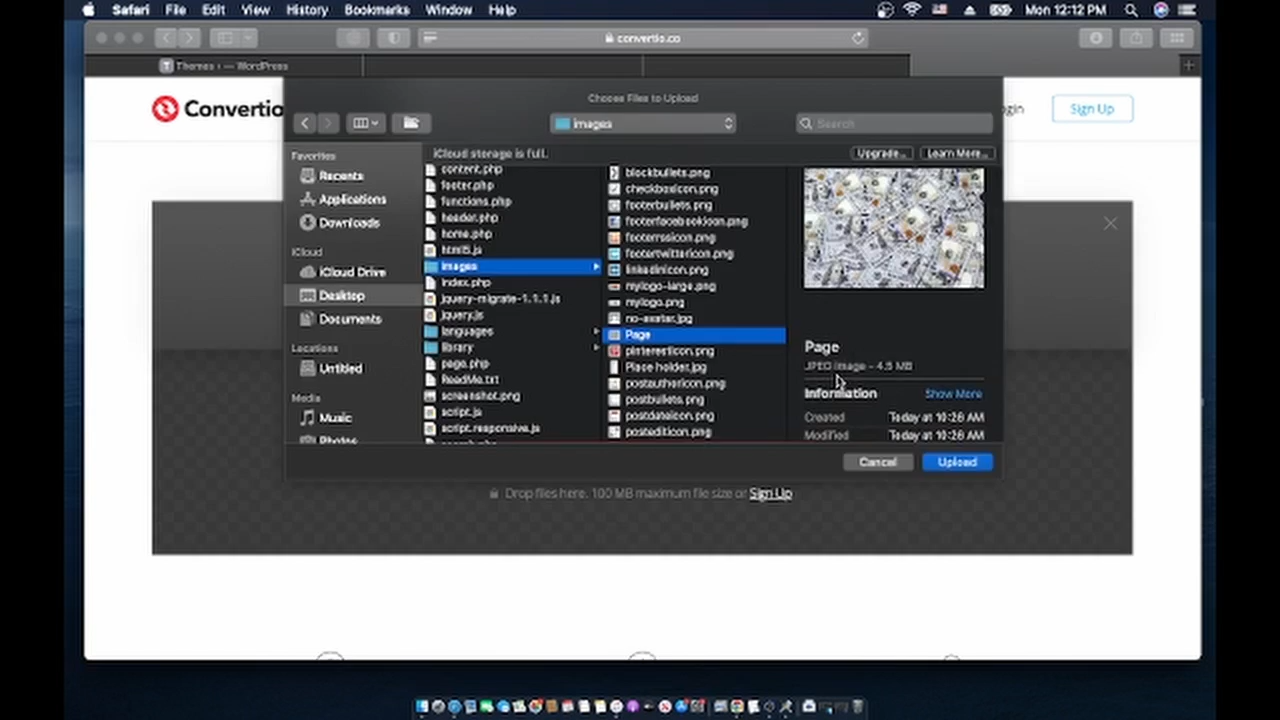 Safari File Edit View History Bookmarks Window Help Mon 12:12 PM
convertio.co
Themes ‹ — WordPress
Choose Files to Upload
Convertio
images
Search
Sign Up
iCloud storage is full.
Upgrade...
Learn More...
Favorites
Recents
Applications
Downloads
iCloud
iCloud Drive
Desktop
Documents
Locations
Untitled
Media
Music
Photos
content.php
footer.php
functions.php
header.php
home.php
html5.js
images
index.php
jquery-migrate-1.1.1.js
jquery.js
languages
library
page.php
ReadMe.txt
screenshot.png
script.js
script.responsive.js
blockbullets.png
checkboxicon.png
footerbullets.png
footerfacebookicon.png
footerrssicon.png
footertwittericon.png
linkedinicon.png
mylogo-large.png
mylogo.png
no-avatar.jpg
Page
pinteresticon.png
Place holder.jpg
postauthoricon.png
postbullets.png
postdateicon.png
postediticon.png
Page
JPEG image - 4.5 MB
Information Show More
Created Today at 10:26 AM
Modified Today at 10:26 AM
Cancel
Upload
Drop files here. 100 MB maximum file size or Sign Up